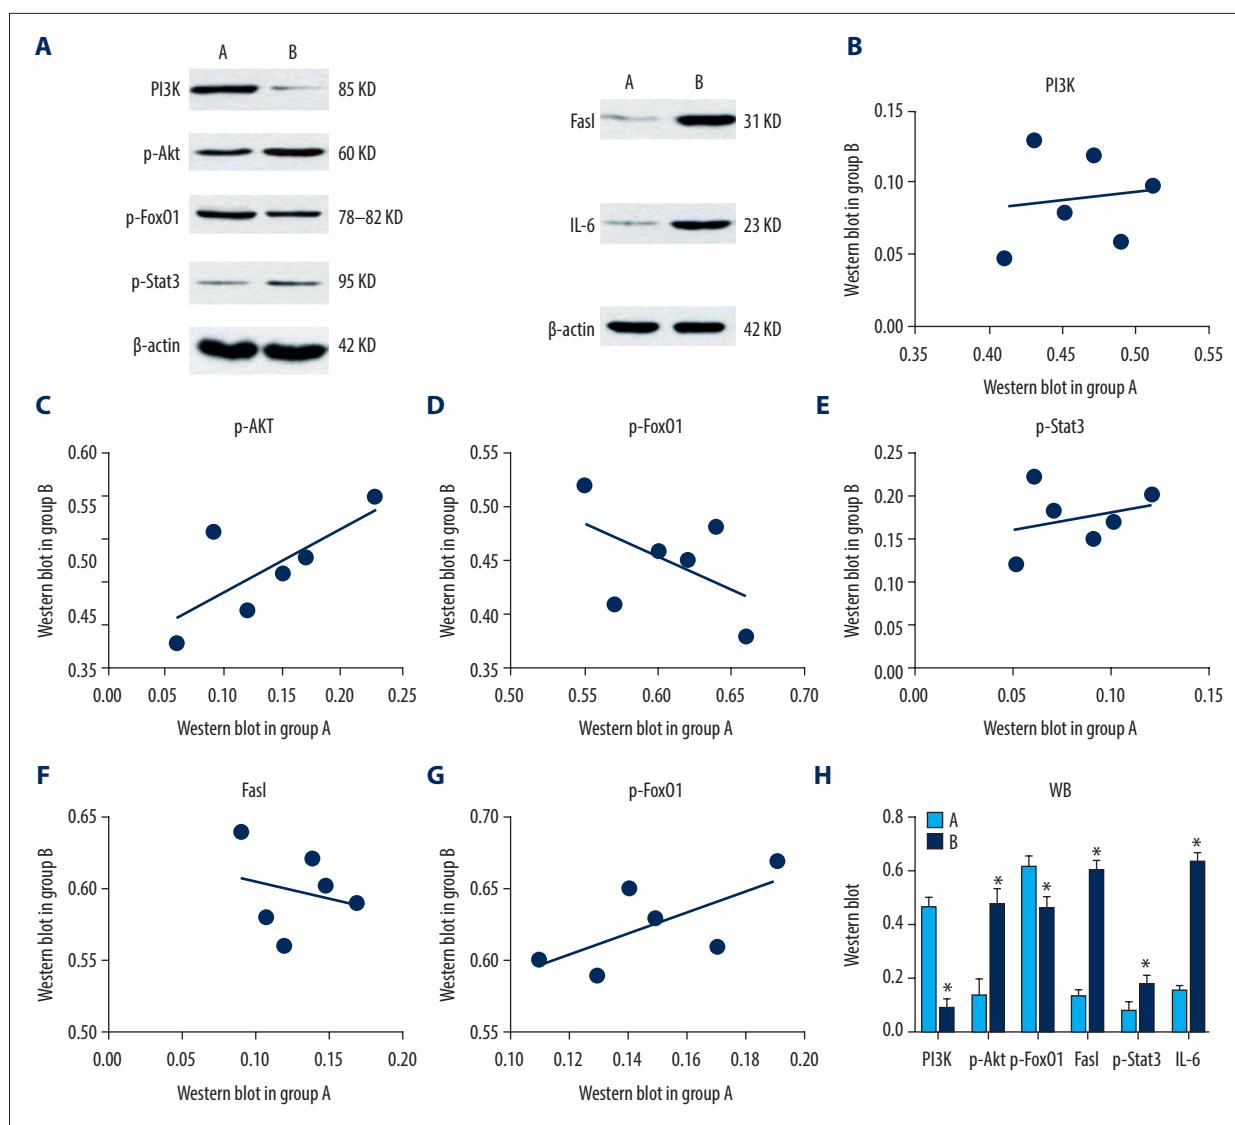 A
A B
PI3K 85 KD
p-Akt 60 KD
p-FoxO1 78–82 KD
p-Stat3 95 KD
β-actin 42 KD
A B
Fasl 31 KD
IL-6 23 KD
β-actin 42 KD
B
PI3K
Western blot in group B
0.15
0.10
0.05
0.00
0.35 0.40 0.45 0.50 0.55
Western blot in group A
C
p-AKT
Western blot in group B
0.60
0.55
0.50
0.45
0.35
0.00 0.05 0.10 0.15 0.20 0.25
Western blot in group A
D
p-FoxO1
Western blot in group B
0.55
0.50
0.45
0.40
0.35
0.50 0.55 0.60 0.65 0.70
Western blot in group A
E
p-Stat3
Western blot in group B
0.25
0.20
0.15
0.10
0.05
0.00
0.00 0.05 0.10 0.15
Western blot in group A
F
Fasl
Western blot in group B
0.65
0.60
0.55
0.50
0.00 0.05 0.10 0.15 0.20
Western blot in group A
G
p-FoxO1
Western blot in group B
0.70
0.65
0.60
0.55
0.10 0.12 0.14 0.16 0.18 0.20
Western blot in group A
H
WB
A
B
Western blot
0.8
0.6
0.4
0.2
0.0
* * * * * *
PI3K p-Akt p-FoxO1 Fasl p-Stat3 IL-6